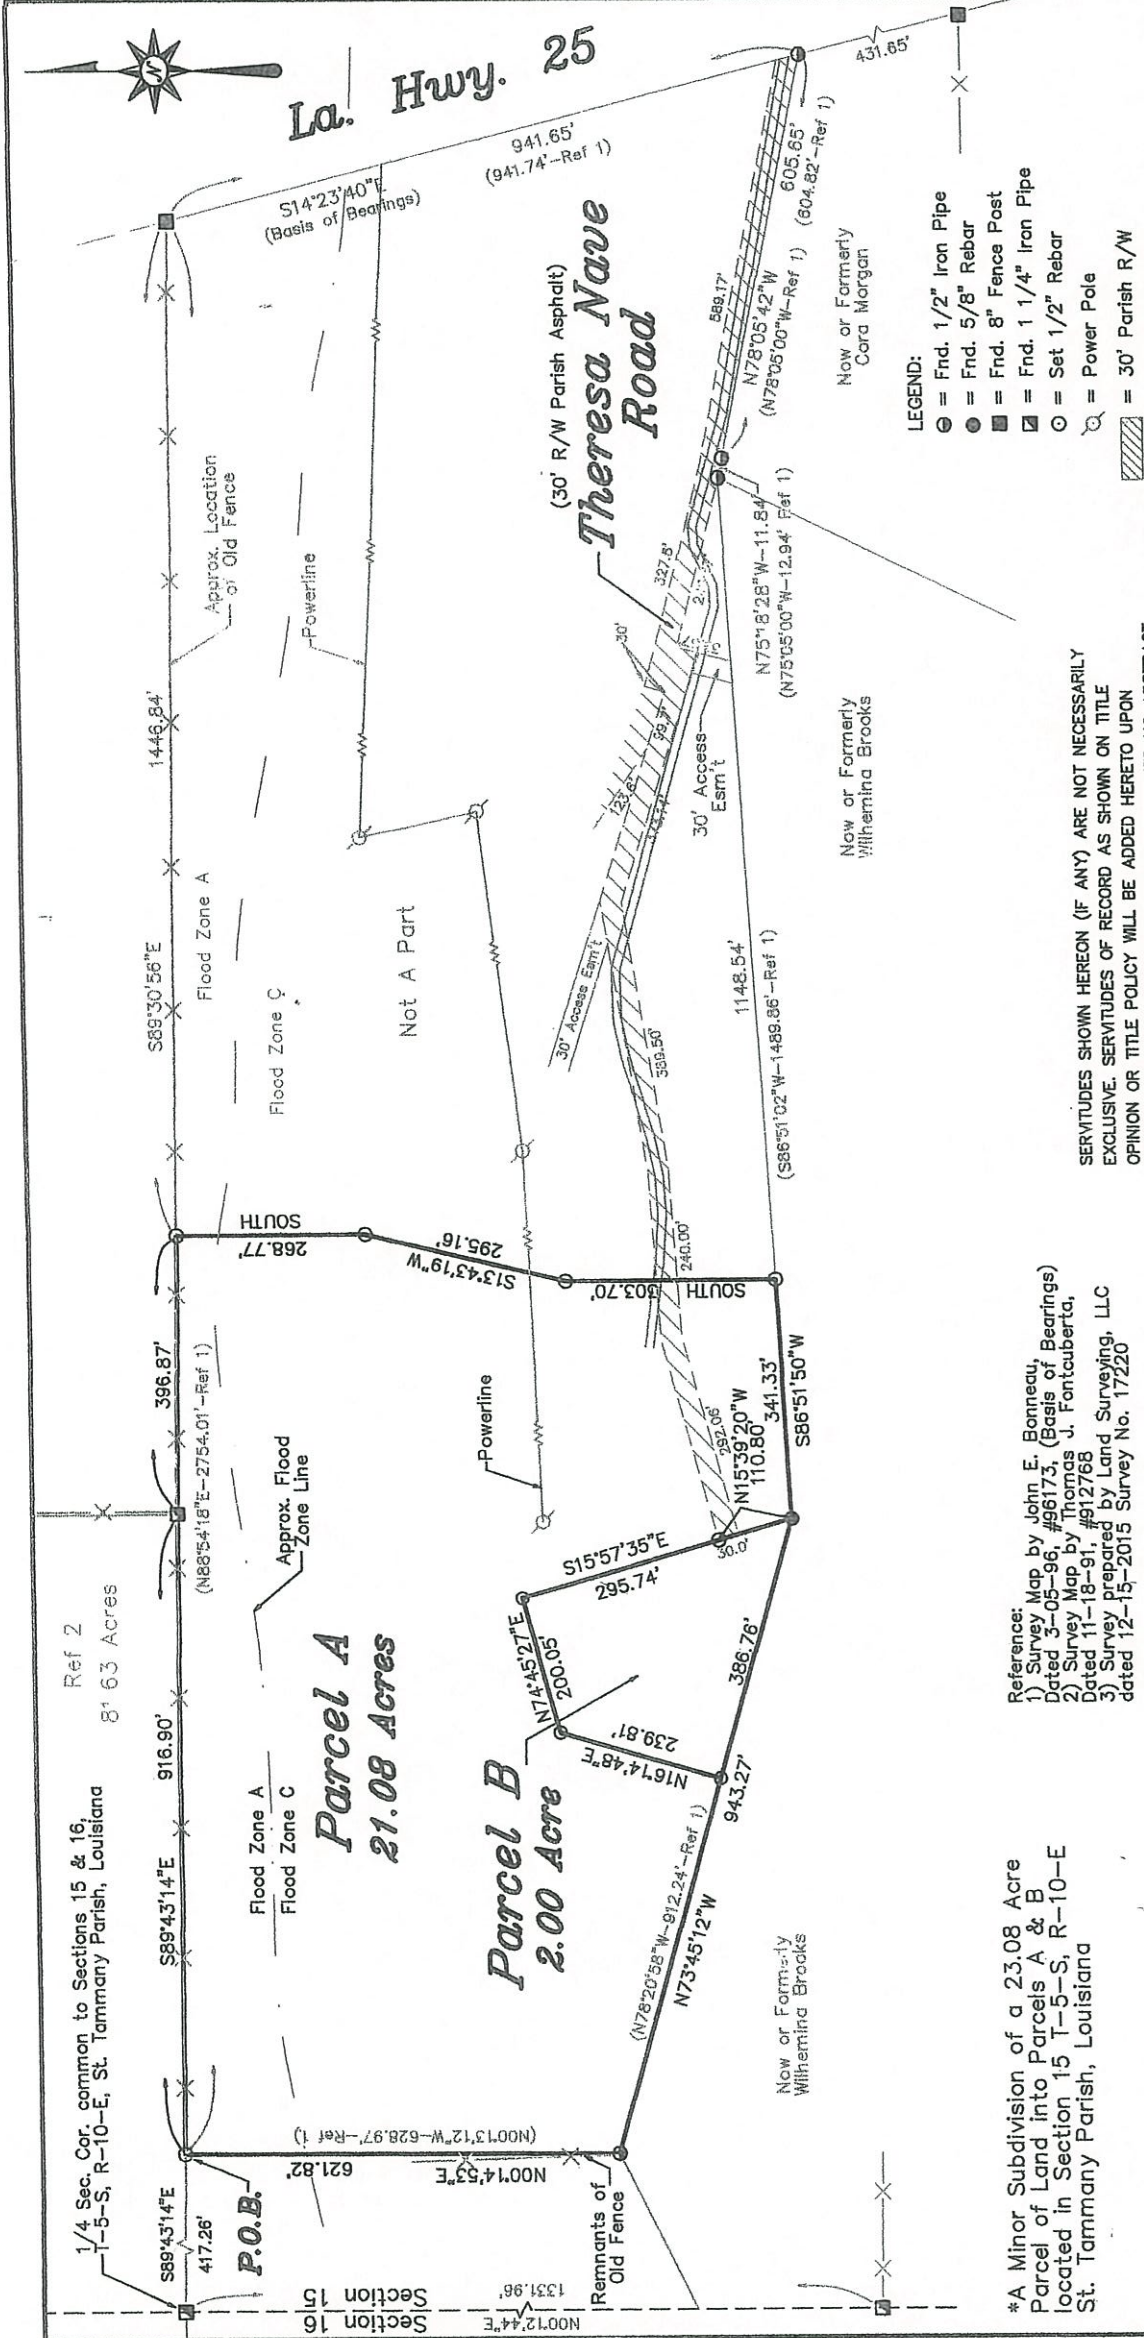 1/4 Sec. Cor. common to Sections 15 & 16,
T-5-S, R-10-E, St. Tammany Parish, Louisiana
Ref 2
8.63 Acres
S89°43'14"E
417.26'
P.O.B.
S89°43'14"E
916.90'
396.87'
(N88°54'18"E-2754.01'-Ref 1)
S89°30'56"E
1446.84'
Approx. Location
of Old Fence
N
La. Hwy. 25
S14°23'40"E
(Basis of Bearings)
941.65'
(941.74'-Ref 1)
431.65'
Flood Zone A
Flood Zone C
Approx. Flood
Zone Line
Flood Zone A
Flood Zone C
Powerline
Powerline
Not A Part
SOUTH
268.77'
S13°43'19"W
295.16'
SOUTH
303.70'
Parcel A
21.08 Acres
Parcel B
2.00 Acre
N74°45'27"E
200.05'
N16°14'48"E
239.81'
S15°57'35"E
295.74'
N15°39'20"W
110.80'
30.0'
292.06'
240.00'
389.50'
341.33'
S86°51'50"W
386.76'
943.27'
(N78°20'58"W-912.24'-Ref 1)
N73°45'12"W
Now or Formerly
Wilhemina Brooks
N00°14'53"E
621.82'
(N00°13'12"W-628.97'-Ref 1)
Remnants of
Old Fence
Section 16
Section 15
N00°12'44"E
1331.96'
30' Access Esm't
123.6'
99.7'
30'
327.6'
30' Access
Esm't
(30' R/W Parish Asphalt)
Theresa Nave
Road
589.17'
N78°05'42"W
605.65'
(N78°05'00"W-Ref 1)
(604.82'-Ref 1)
N75°18'28"W-11.84'
(N75°05'00"W-12.94' Ref 1)
1148.54'
(S86°51'02"W-1489.86'-Ref 1)
Now or Formerly
Wilhemina Brooks
Now or Formerly
Cora Morgan
LEGEND:
= Fnd. 1/2" Iron Pipe
= Fnd. 5/8" Rebar
= Fnd. 8" Fence Post
= Fnd. 1 1/4" Iron Pipe
= Set 1/2" Rebar
= Power Pole
= 30' Parish R/W
*A Minor Subdivision of a 23.08 Acre
Parcel of Land into Parcels A & B
located in Section 15 T-5-S, R-10-E
St. Tammany Parish, Louisiana
Reference:
1) Survey Map by John E. Bonneau,
Dated 3-05-96, #96173, (Basis of Bearings)
2) Survey Map by Thomas J. Fontcuberta,
Dated 11-18-91, #912768
3) Survey prepared by Land Surveying, LLC
dated 12-15-2015 Survey No. 17220
SERVITUDES SHOWN HEREON (IF ANY) ARE NOT NECESSARILY
EXCLUSIVE. SERVITUDES OF RECORD AS SHOWN ON TITLE
OPINION OR TITLE POLICY WILL BE ADDED HERETO UPON